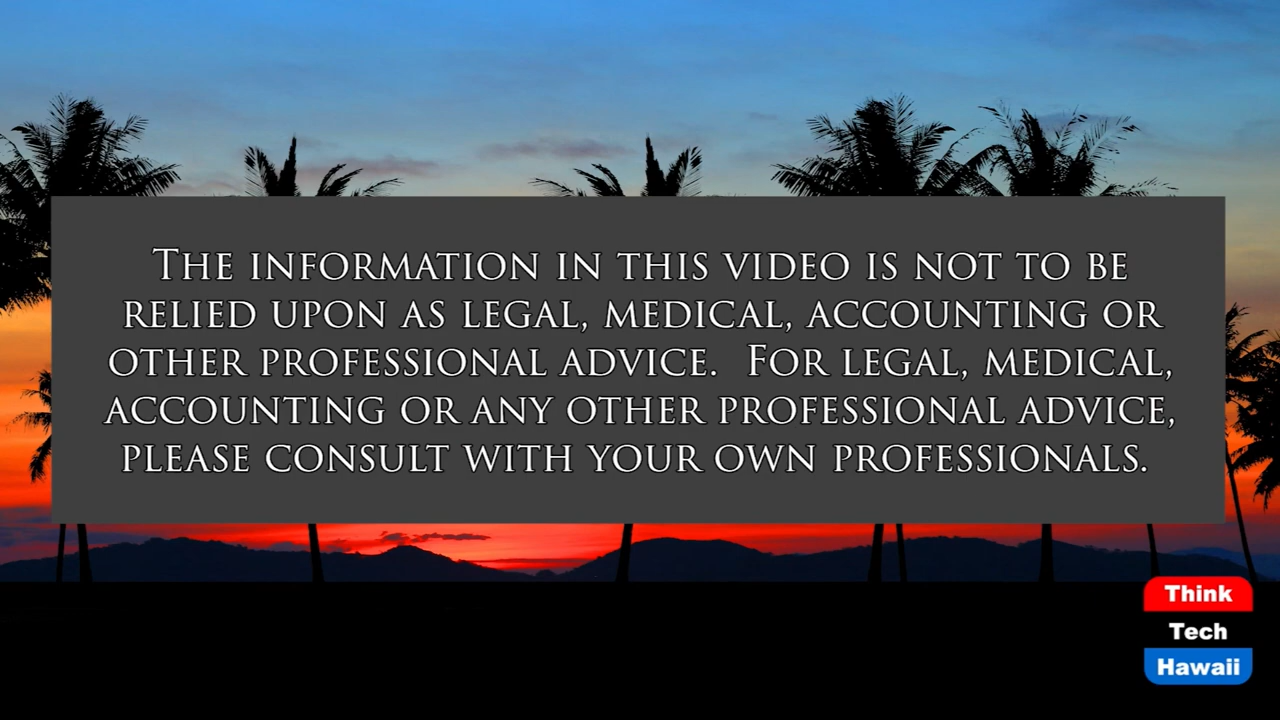 The information in this video is not to be
relied upon as legal, medical, accounting or
other professional advice.  For legal, medical,
accounting or any other professional advice,
please consult with your own professionals.
Think
Tech
Hawaii